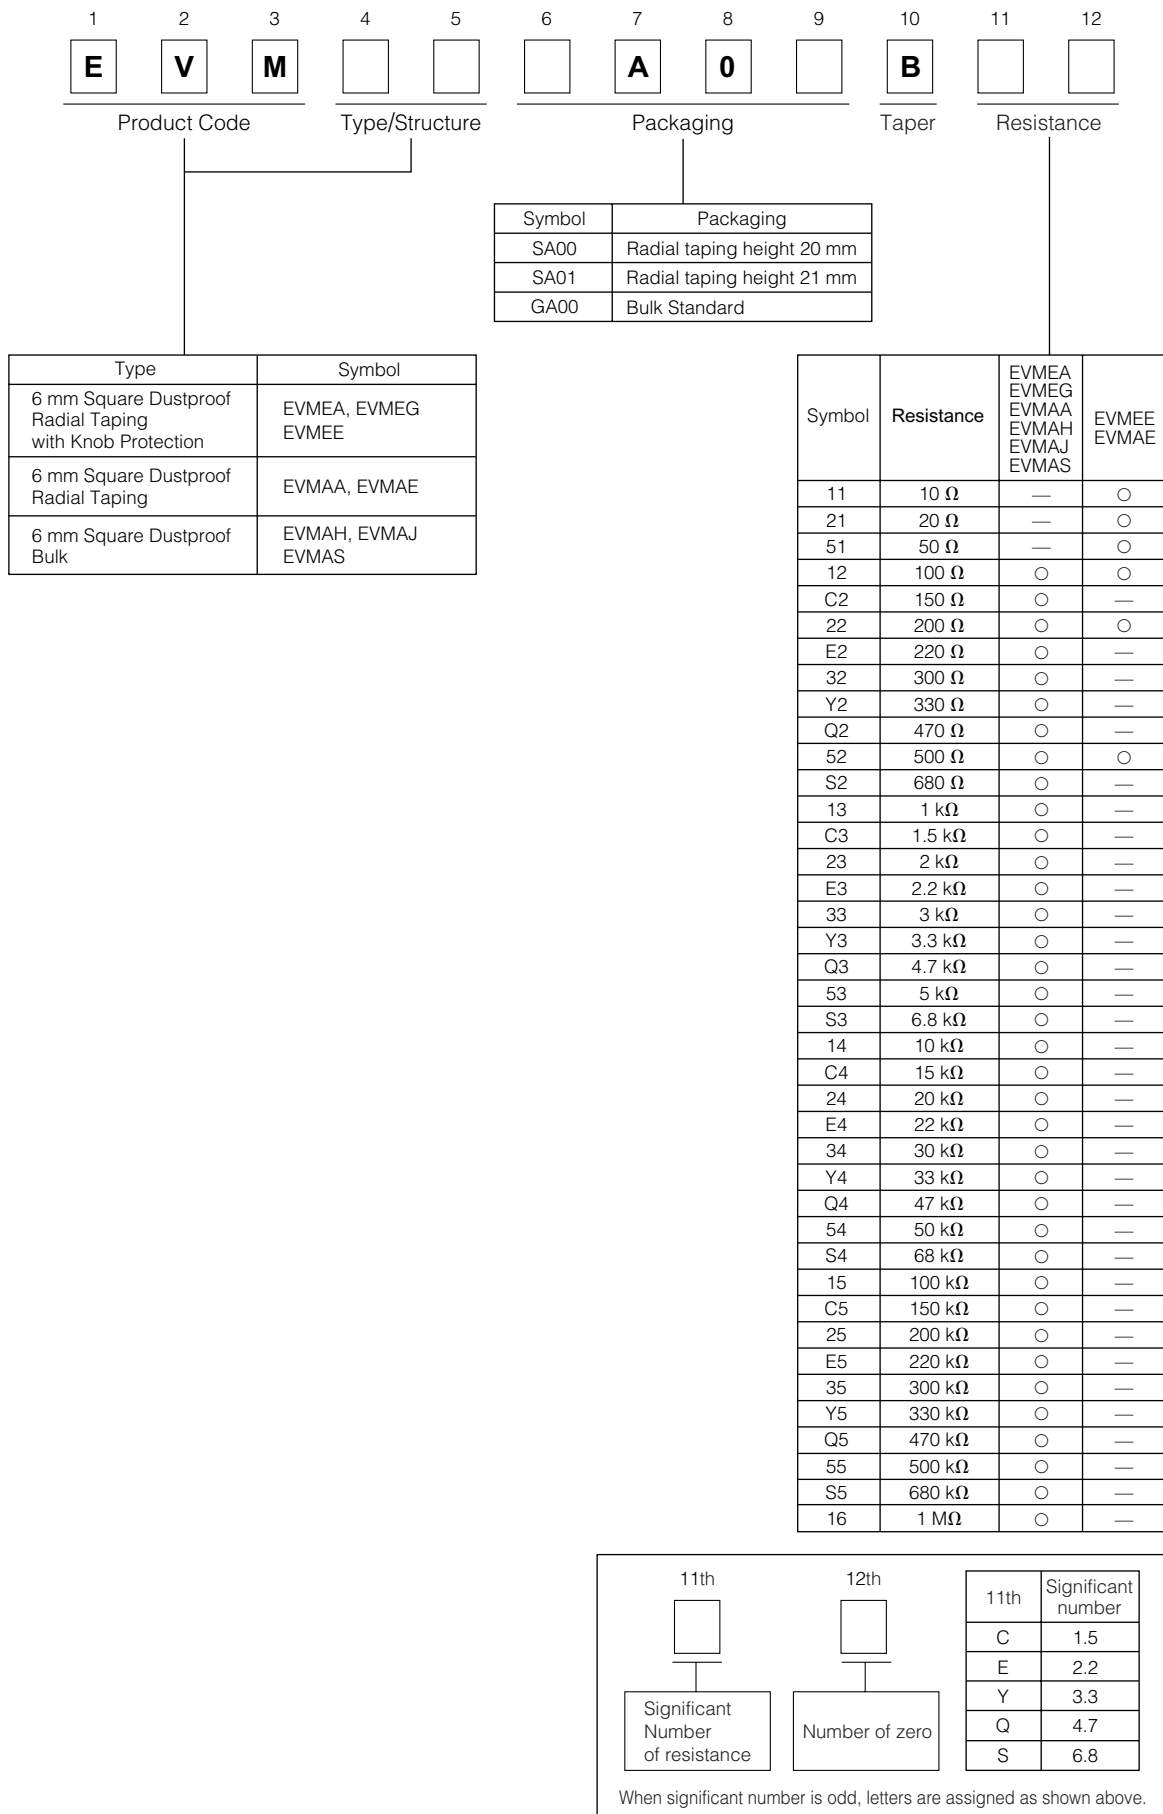 1 2 3 4 5 6 7 8 9 10 11 12
E V M A 0 B
Product Code Type/Structure Packaging Taper Resistance
Symbol Packaging
SA00 Radial taping height 20 mm
SA01 Radial taping height 21 mm
GA00 Bulk Standard
Type Symbol
6 mm Square Dustproof
Radial Taping
with Knob Protection
EVMEA, EVMEG
EVMEE
6 mm Square Dustproof
Radial Taping
EVMAA, EVMAE
6 mm Square Dustproof
Bulk
EVMAH, EVMAJ
EVMAS
Symbol Resistance
EVMEA
EVMEG
EVMAA
EVMAH
EVMAJ
EVMAS
EVMEE
EVMAE
11 10 Ω — ○
21 20 Ω — ○
51 50 Ω — ○
12 100 Ω ○ ○
C2 150 Ω ○ —
22 200 Ω ○ ○
E2 220 Ω ○ —
32 300 Ω ○ —
Y2 330 Ω ○ —
Q2 470 Ω ○ —
52 500 Ω ○ ○
S2 680 Ω ○ —
13 1 kΩ ○ —
C3 1.5 kΩ ○ —
23 2 kΩ ○ —
E3 2.2 kΩ ○ —
33 3 kΩ ○ —
Y3 3.3 kΩ ○ —
Q3 4.7 kΩ ○ —
53 5 kΩ ○ —
S3 6.8 kΩ ○ —
14 10 kΩ ○ —
C4 15 kΩ ○ —
24 20 kΩ ○ —
E4 22 kΩ ○ —
34 30 kΩ ○ —
Y4 33 kΩ ○ —
Q4 47 kΩ ○ —
54 50 kΩ ○ —
S4 68 kΩ ○ —
15 100 kΩ ○ —
C5 150 kΩ ○ —
25 200 kΩ ○ —
E5 220 kΩ ○ —
35 300 kΩ ○ —
Y5 330 kΩ ○ —
Q5 470 kΩ ○ —
55 500 kΩ ○ —
S5 680 kΩ ○ —
16 1 MΩ ○ —
11th 12th
Significant
Number
of resistance
Number of zero
11th Significant
number
C 1.5
E 2.2
Y 3.3
Q 4.7
S 6.8
When significant number is odd, letters are assigned as shown above.